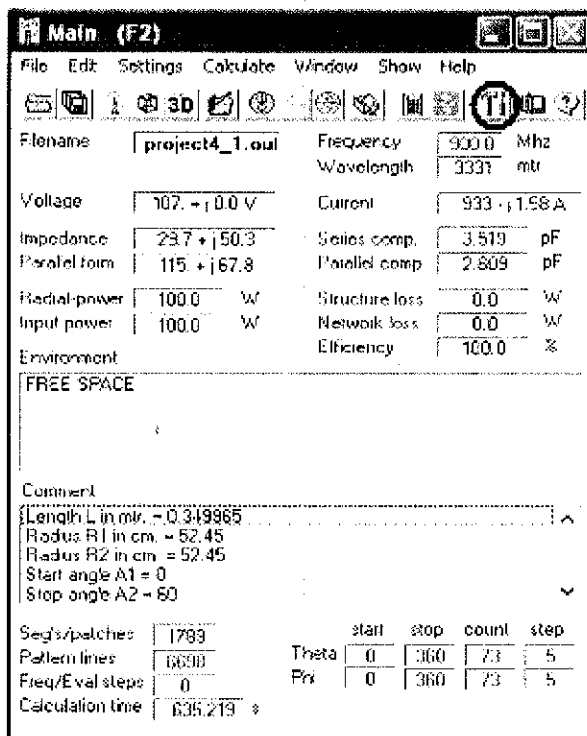 Main (F2)
File Edit Settings Calculate Window Show Help
3D
Filename project4_1.out Frequency 900.0 Mhz
Wavelength 3331 mtr
Voltage 107. + j 0.0 V Current 933 - j 1.58 A
Impedance 29.7 + j 50.3 Series comp. 3.519 pF
Parallel form 115. + j 67.8 Parallel comp 2.609 pF
Radial-power 100.0 W Structure loss 0.0 W
Input power 100.0 W Network loss 0.0 W
Efficiency 100.0 %
Environment
FREE SPACE
Comment
Length L in mtr. = 0.349965
Radius R1 in cm. = 52.45
Radius R2 in cm. = 52.45
Start angle A1 = 0
Stop angle A2 = 60
Seg's/patches 1789 start stop count step
Pattern lines Theta 0 360 73 5
Freq/Eval steps 0 Phi 0 360 73 5
Calculation time 635.219 s